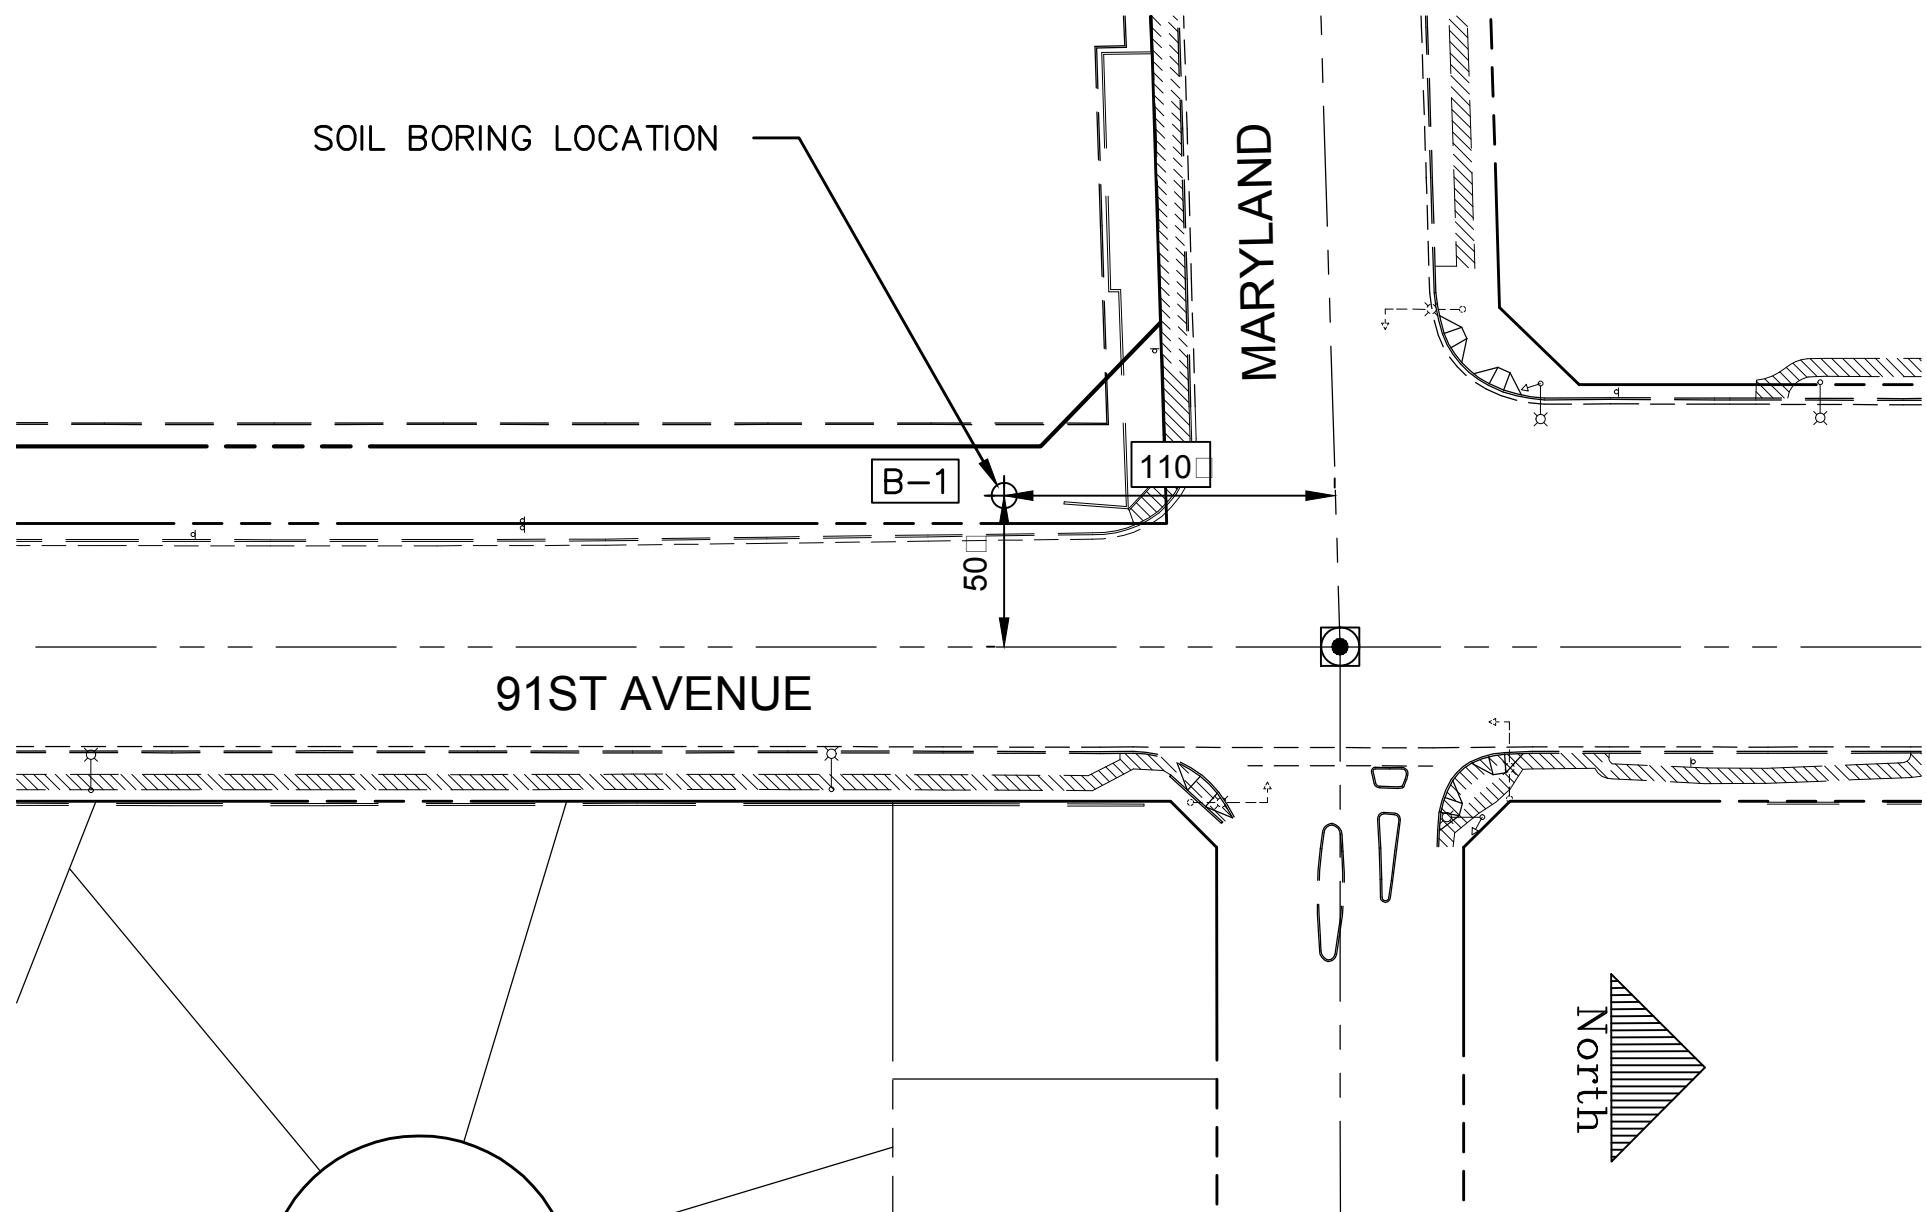 SOIL BORING LOCATION
MARYLAND
110
B-1
50
91ST AVENUE
North